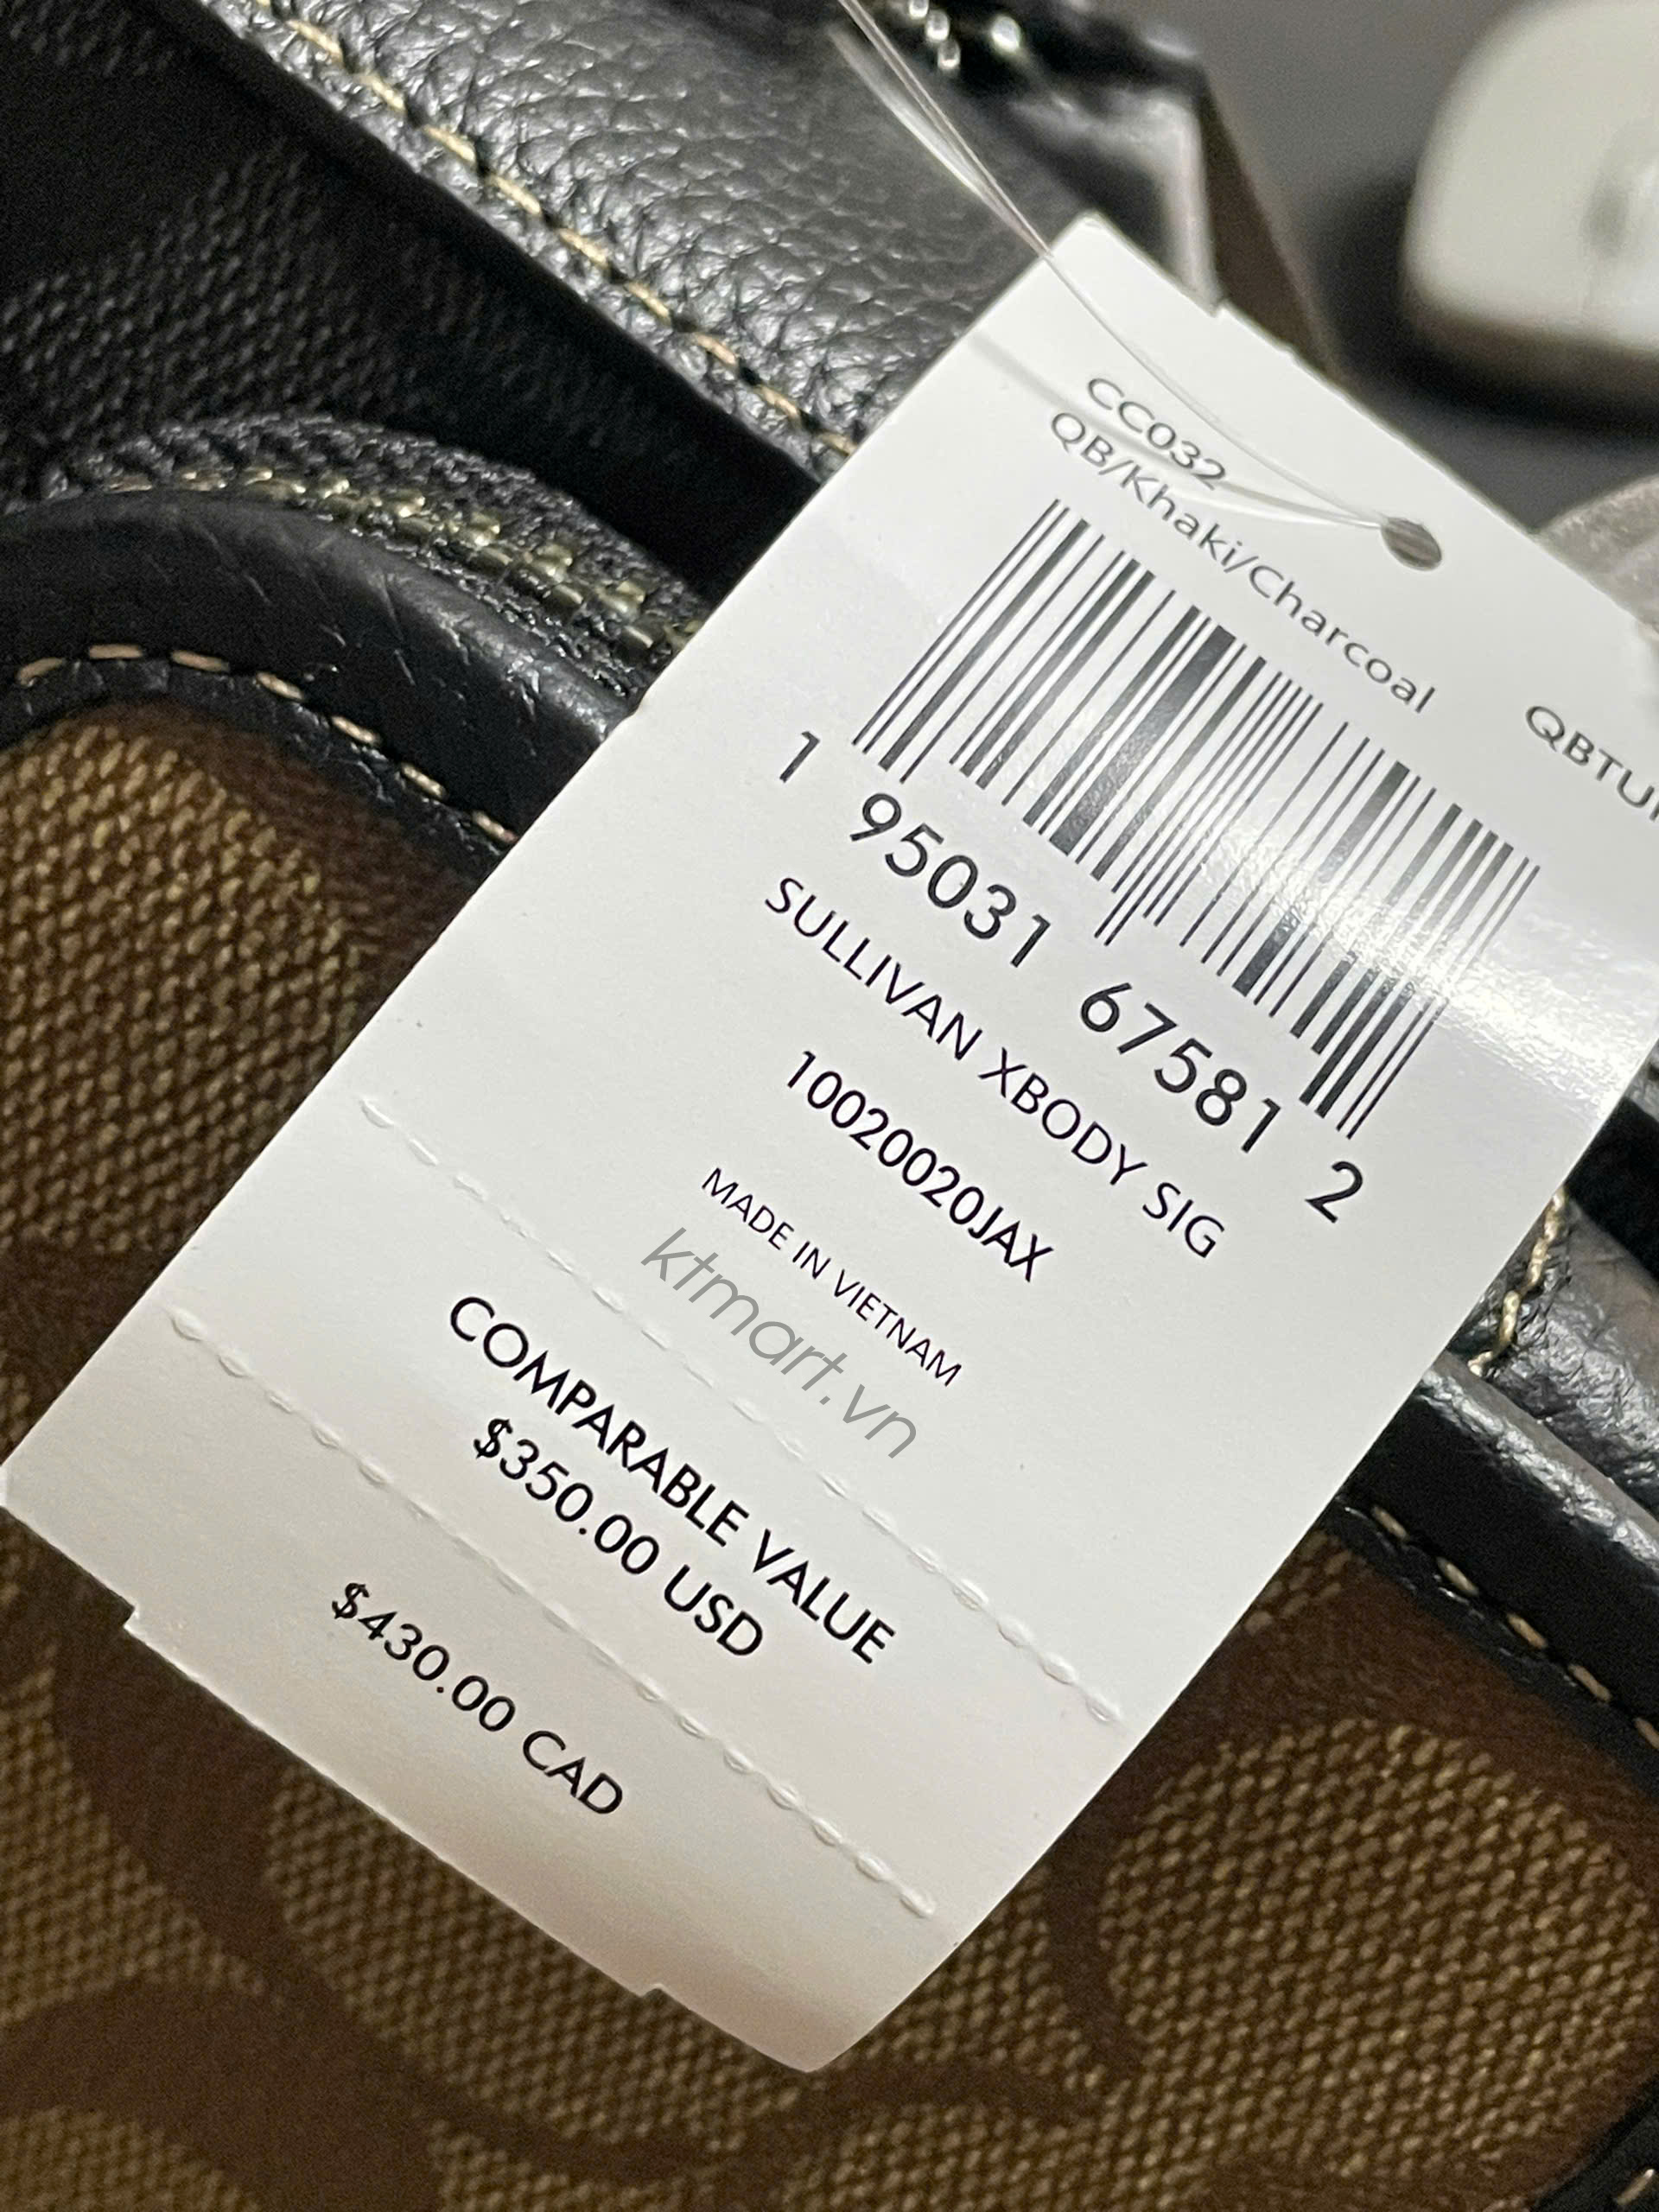 CC032
QB/Khaki/Charcoal
1 95031 67581 2
SULLIVAN XBODY SIG
10020020JAX
MADE IN VIETNAM
ktmart.vn
COMPARABLE VALUE
$350.00 USD
$430.00 CAD